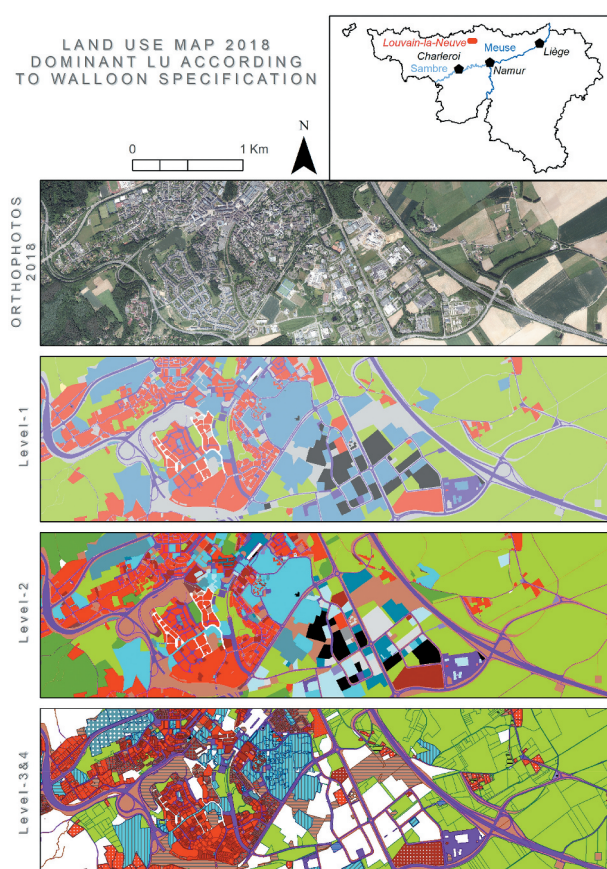 LAND USE MAP 2018
DOMINANT LU ACCORDING
TO WALLOON SPECIFICATION
Louvain-la-Neuve
Meuse
Charleroi
Liège
Sambre
Namur
0
1 Km
N
ORTHOPHOTOS
2018
Level-1
Level-2
Level-3&4